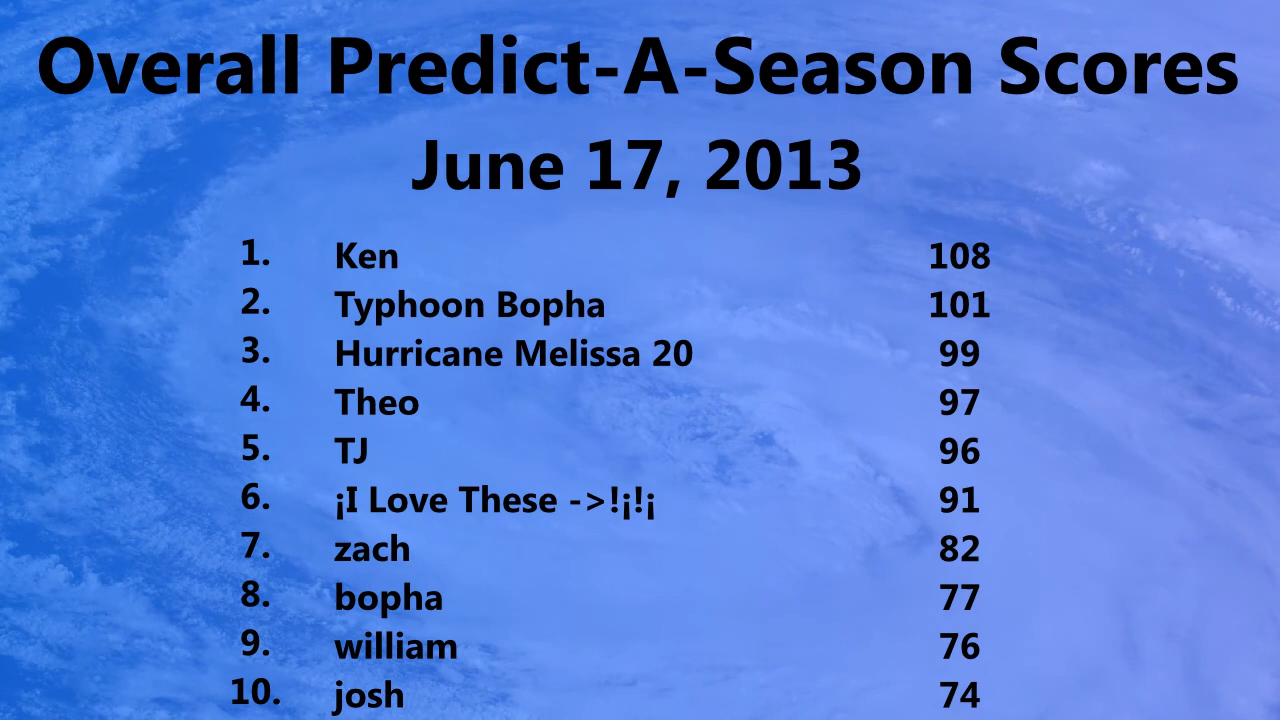 Overall Predict-A-Season Scores
June 17, 2013
1. Ken 108
2. Typhoon Bopha 101
3. Hurricane Melissa 20 99
4. Theo 97
5. TJ 96
6. ¡I Love These ->!¡!¡ 91
7. zach 82
8. bopha 77
9. william 76
10. josh 74